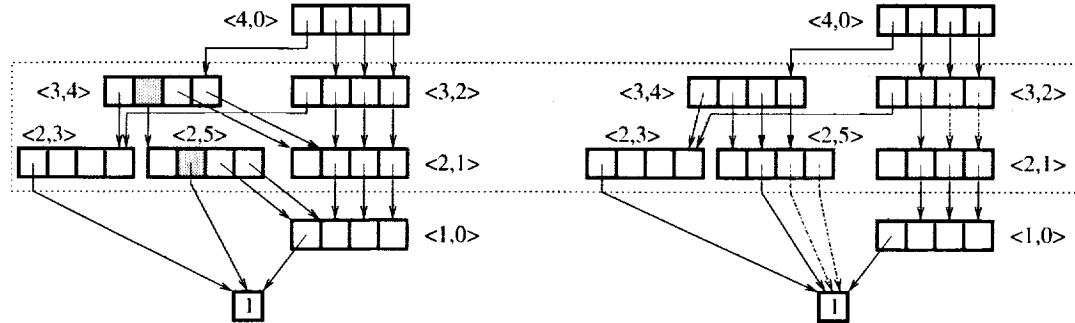 <4,0> <4,0>
<3,4> <3,2> <3,4> <3,2>
<2,3> <2,5> <2,3> <2,5>
<2,1> <2,1>
<1,0> <1,0>
1 1